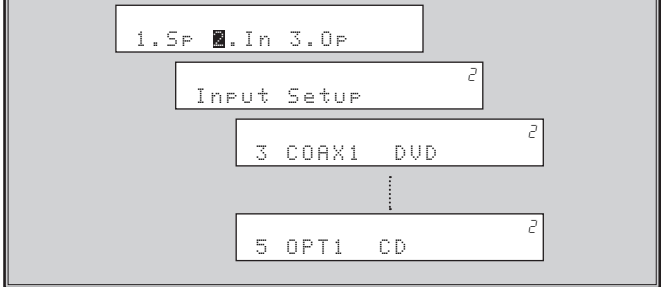 1.Sp 2.In 3.Op
2
Input Setup
2
3 COAX1 DVD
2
5 OPT1 CD